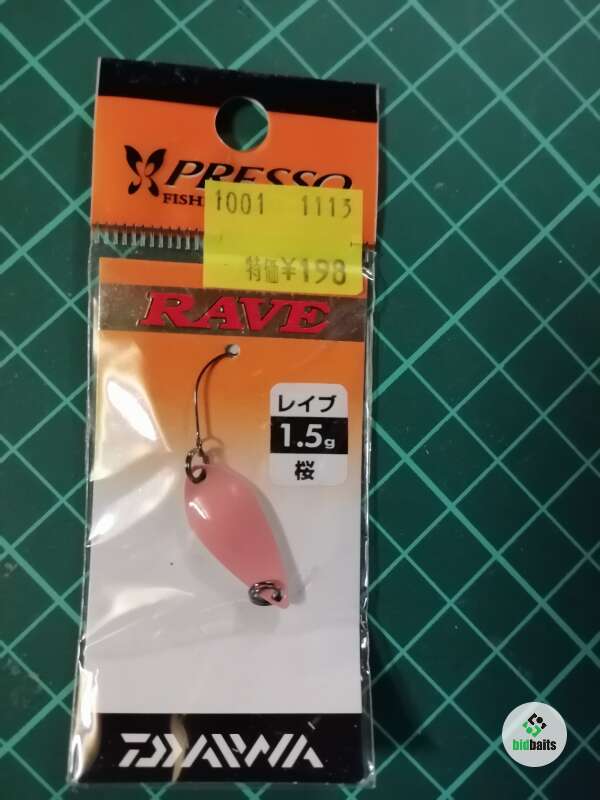 PRESSO
FISH
1001 1113
特価¥198
RAVE
レイブ
1.5g
桜
DAIWA
bidbaits